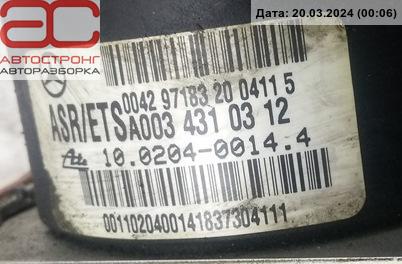 АВТОСТРОНГ
АВТОРАЗБОРКА
Дата: 20.03.2024 (00:06)
0042 97183 20 0411 5
ASR/ETS A003 431 03 12
Ate 10.0204-0014.4
0011020400141837304111